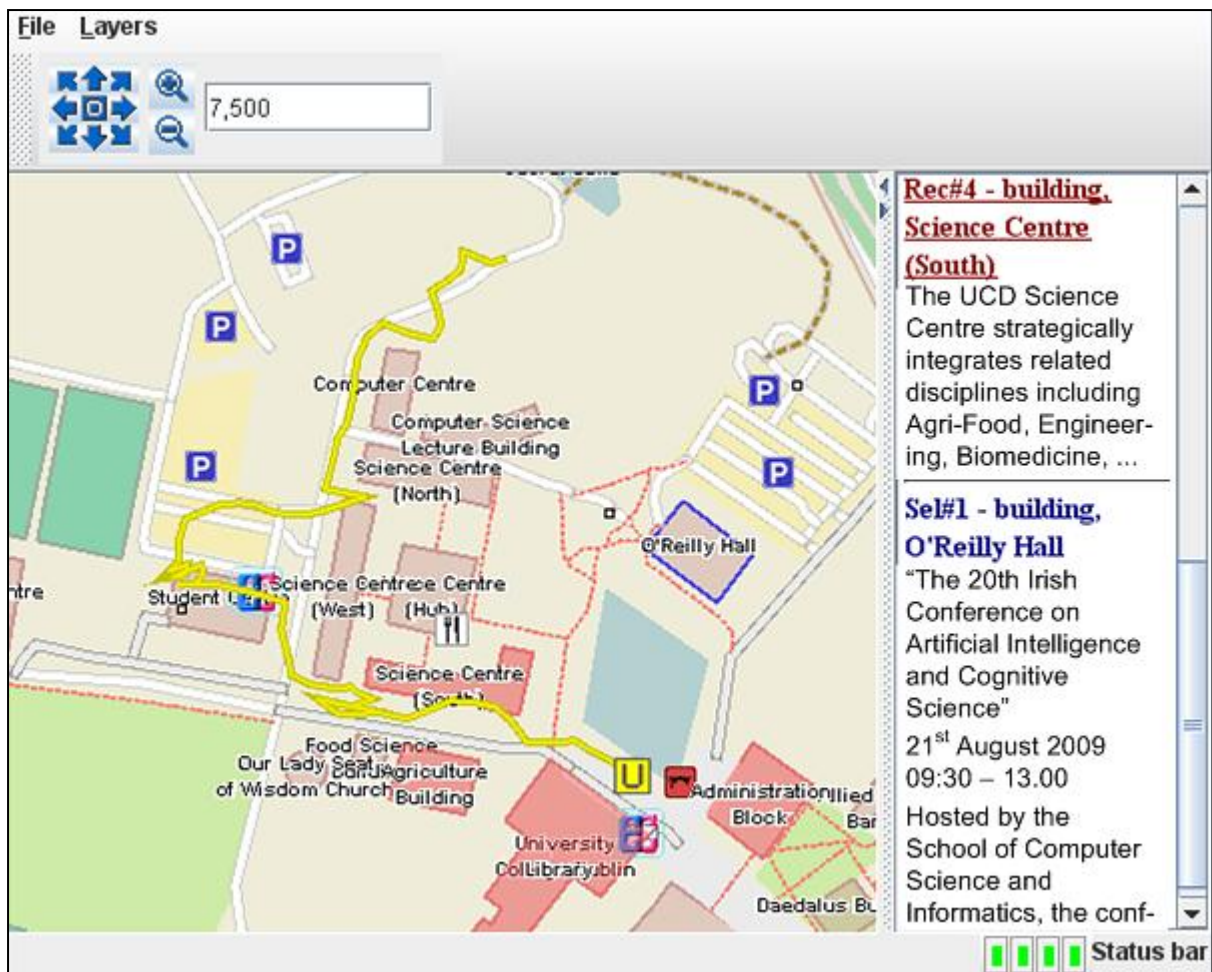 File Layers
7,500
P
P
P
P
P
Computer Centre
Computer Science
Lecture Building
Science Centre
(North)
O'Reilly Hall
ntre
Student
Science Centre
(West)
ce Centre
(Hub)
Science Centre
(South)
Food Science
Our Lady Seat
of Wisdom Church
Agriculture
Building
U
Administration
Block
llied
Bar
University
Library
blin
Daedalus Bu
Rec#4 - building,
Science Centre
(South)
The UCD Science
Centre strategically
integrates related
disciplines including
Agri-Food, Engineer-
ing, Biomedicine, ...
Sel#1 - building,
O'Reilly Hall
“The 20th Irish
Conference on
Artificial Intelligence
and Cognitive
Science”
21st August 2009
09:30 – 13.00
Hosted by the
School of Computer
Science and
Informatics, the conf-
Status bar